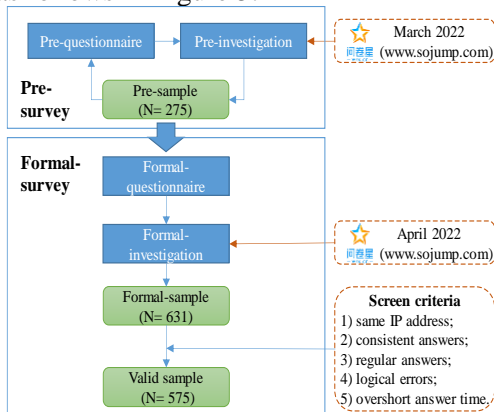 Pre-questionnaire
Pre-investigation
March 2022
问卷星
(www.sojump.com)
Pre-sample
(N= 275)
Pre-
survey
Formal-
survey
Formal-
questionnaire
Formal-
investigation
April 2022
问卷星
(www.sojump.com)
Formal-sample
(N= 631)
Screen criteria
1) same IP address;
2) consistent answers;
3) regular answers;
4) logical errors;
5) overshort answer time.
Valid sample
(N= 575)